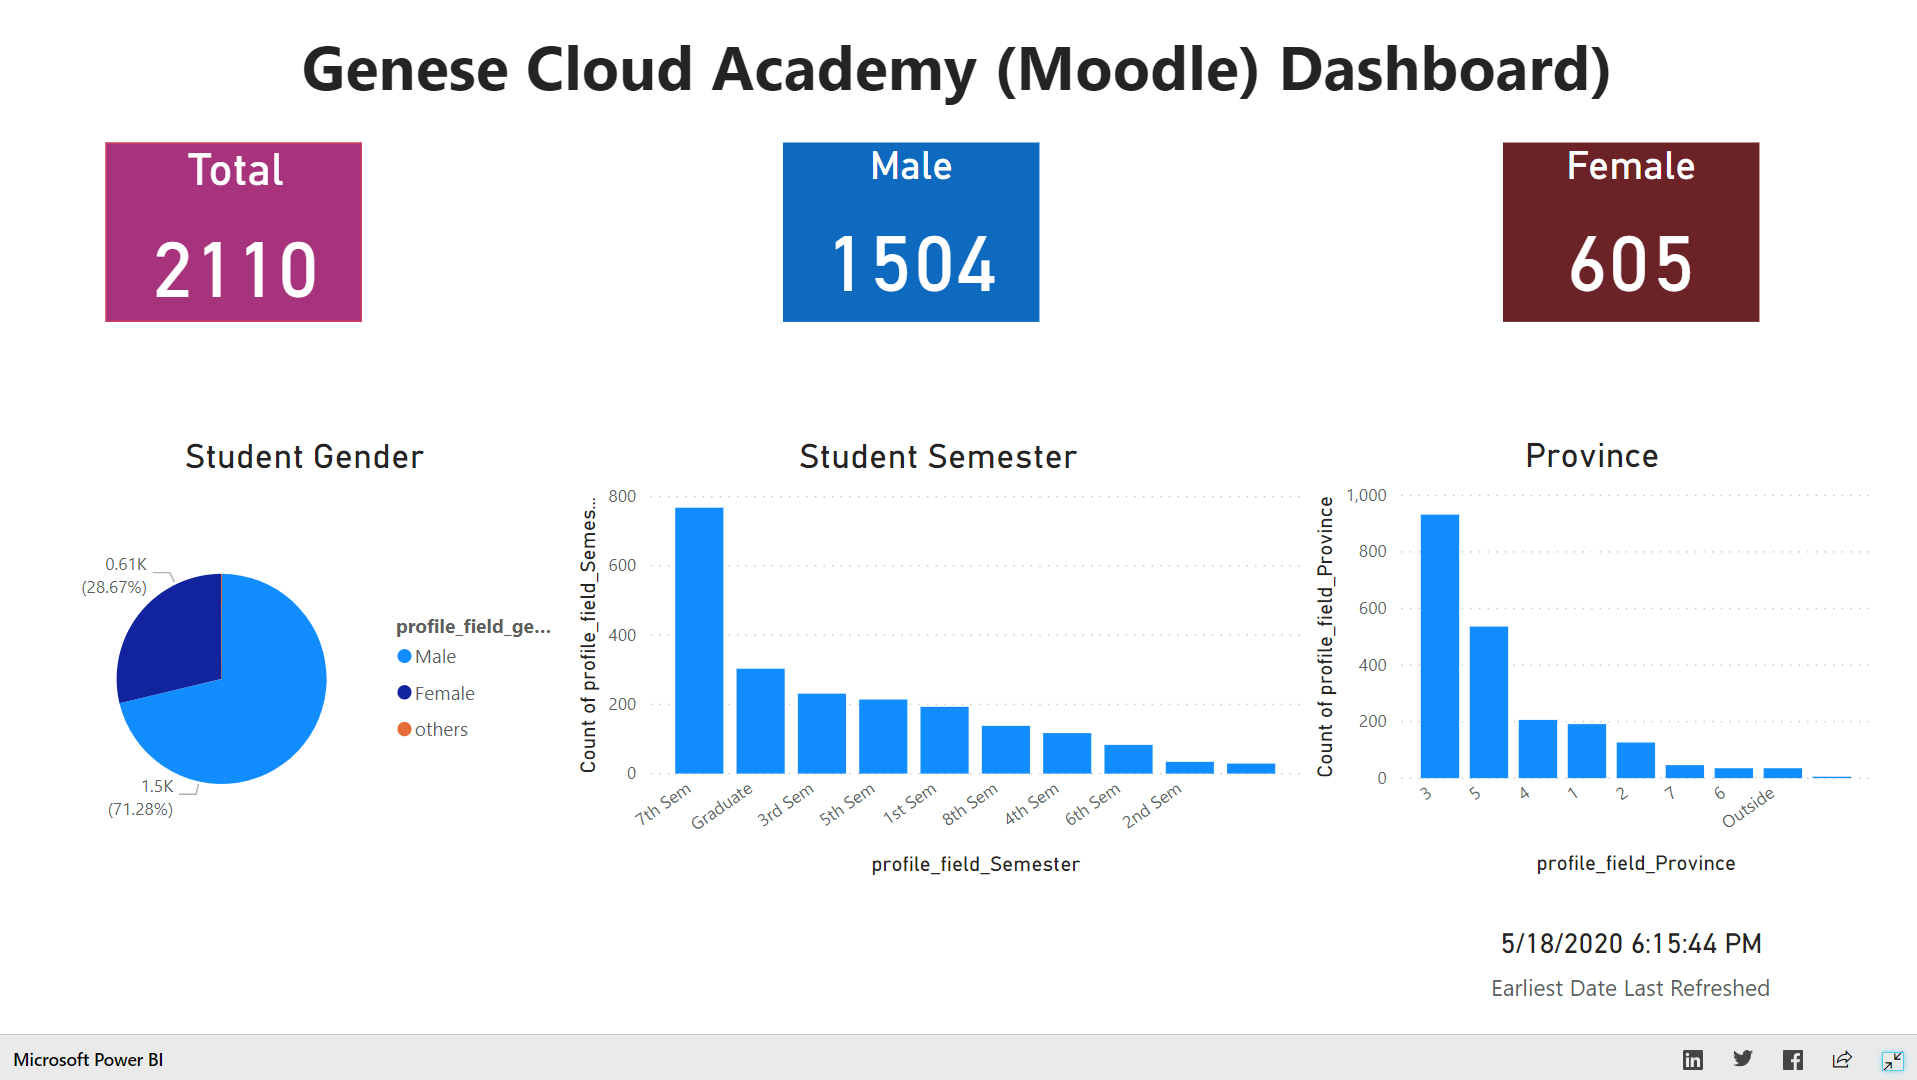 Genese Cloud Academy (Moodle) Dashboard)
Total
2110
Male
1504
Female
605
Student Gender
0.61K
(28.67%)
1.5K
(71.28%)
profile_field_ge...
Male
Female
others
Student Semester
Count of profile_field_Semes...
800
600
400
200
0
7th Sem
Graduate
3rd Sem
5th Sem
1st Sem
8th Sem
4th Sem
6th Sem
2nd Sem
profile_field_Semester
Province
Count of profile_field_Province
1,000
800
600
400
200
0
3
5
4
1
2
7
6
Outside
profile_field_Province
5/18/2020 6:15:44 PM
Earliest Date Last Refreshed
Microsoft Power BI